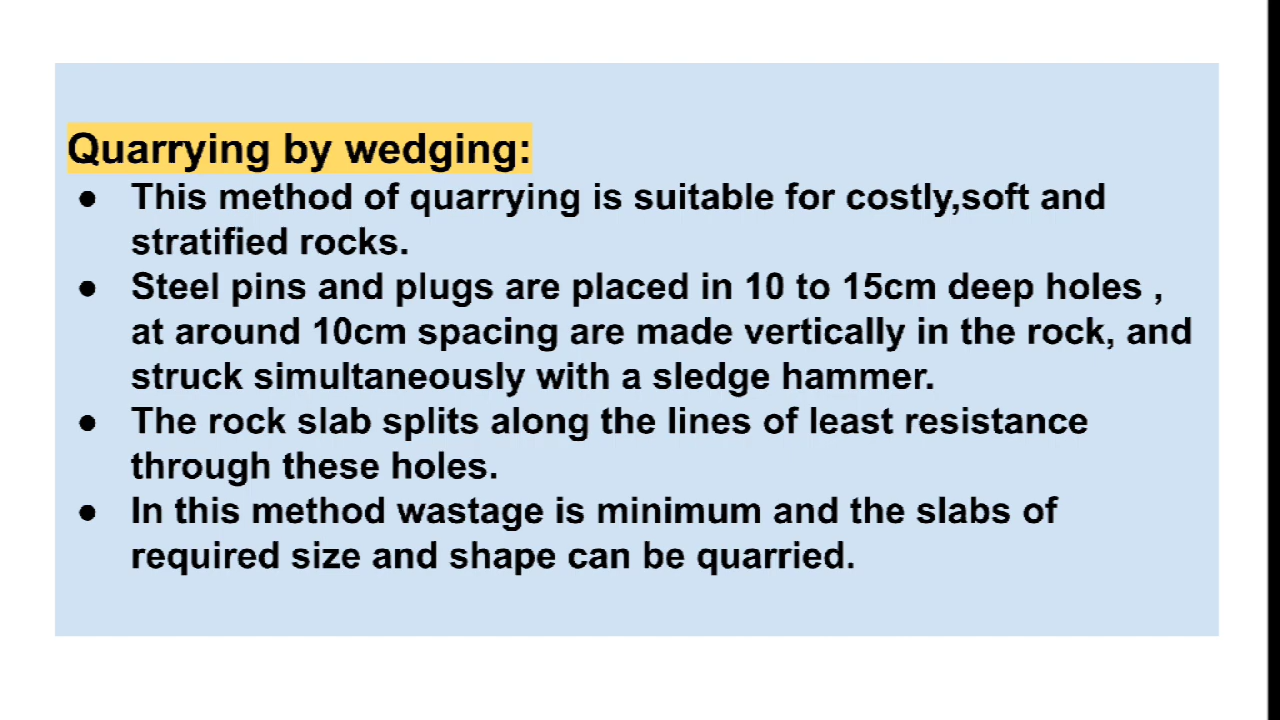 Quarrying by wedging:
● This method of quarrying is suitable for costly,soft and
stratified rocks.
● Steel pins and plugs are placed in 10 to 15cm deep holes ,
at around 10cm spacing are made vertically in the rock, and
struck simultaneously with a sledge hammer.
● The rock slab splits along the lines of least resistance
through these holes.
● In this method wastage is minimum and the slabs of
required size and shape can be quarried.